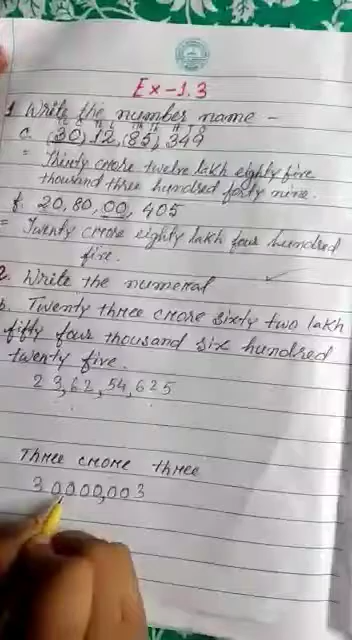 Ex-1.3
1 Write the number name -
c. (30) 12, (85), 349
= Thirty crore twelve lakh eighty five
thousand three hundred forty nine.
f. 20, 80, 00, 405
= Twenty crore eighty lakh four hundred
five.
2. Write the numeral
b. Twenty three crore sixty two lakh
fifty four thousand six hundred
twenty five.
23,62,54,625
Three crore three
30000,003